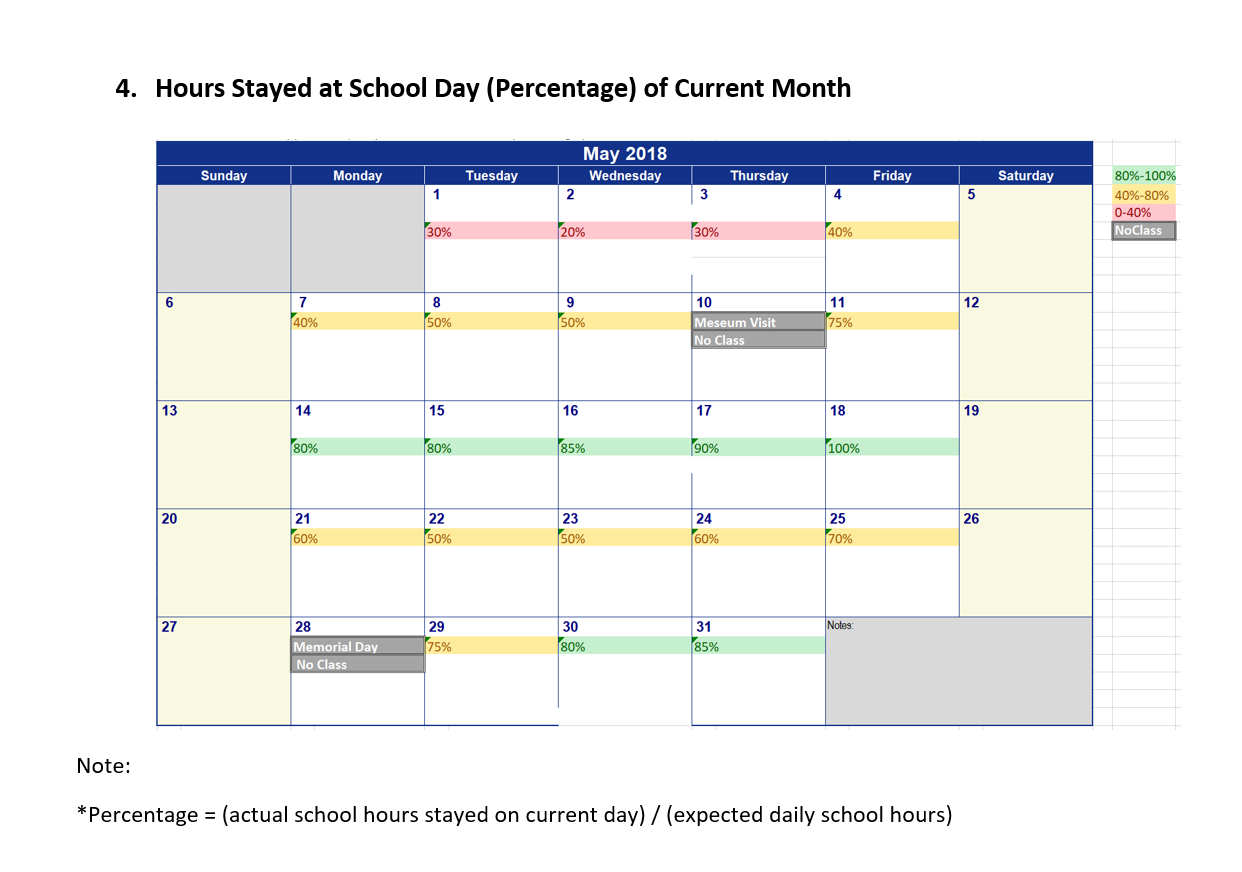 4. Hours Stayed at School Day (Percentage) of Current Month
May 2018
Sunday Monday Tuesday Wednesday Thursday Friday Saturday
80%-100%
40%-80%
0-40%
NoClass
1 2 3 4 5
30% 20% 30% 40%
6 7 8 9 10 11 12
40% 50% 50% Meseum Visit 75%
No Class
13 14 15 16 17 18 19
80% 80% 85% 90% 100%
20 21 22 23 24 25 26
60% 50% 50% 60% 70%
27 28 29 30 31 Notes:
Memorial Day 75% 80% 85%
No Class
Note:
*Percentage = (actual school hours stayed on current day) / (expected daily school hours)